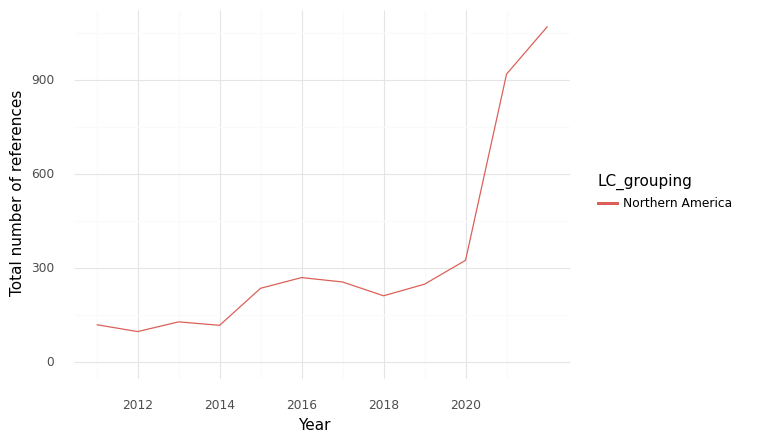 Total number of references
900
600
300
0
2012 2014 2016 2018 2020
Year
LC_grouping
Northern America